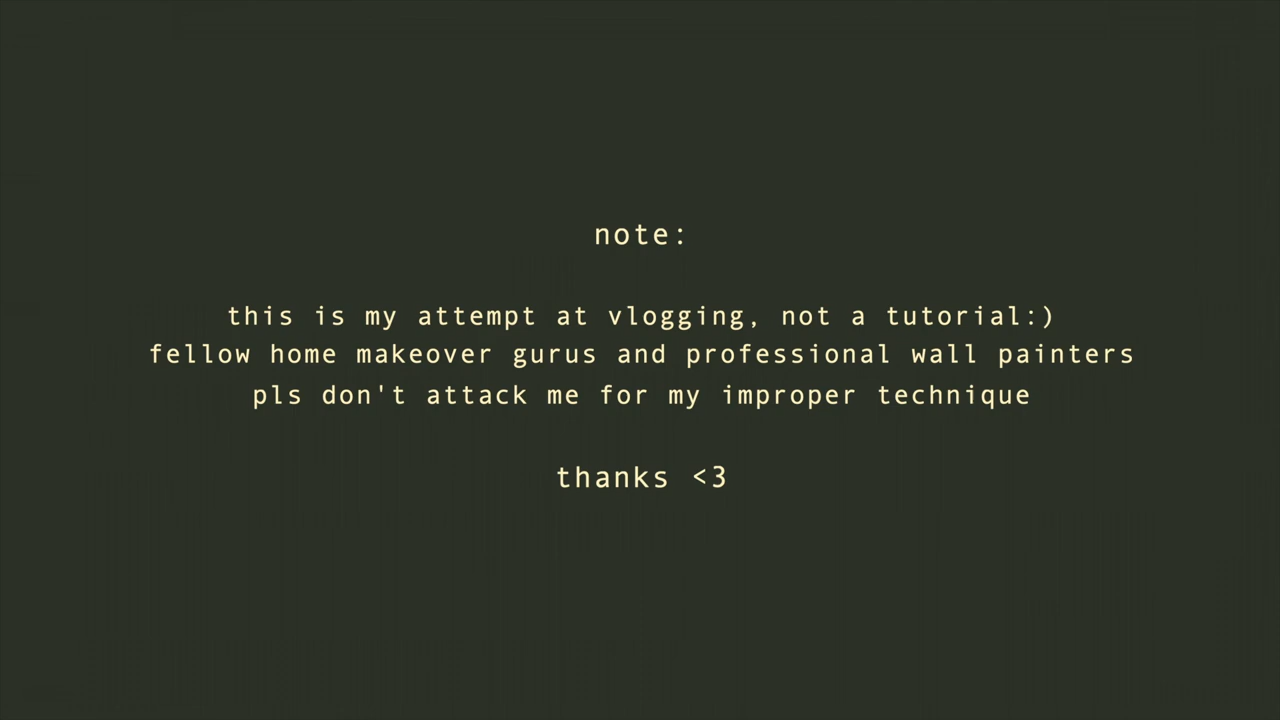 note:
this is my attempt at vlogging, not a tutorial:)
fellow home makeover gurus and professional wall painters
pls don't attack me for my improper technique
thanks <3